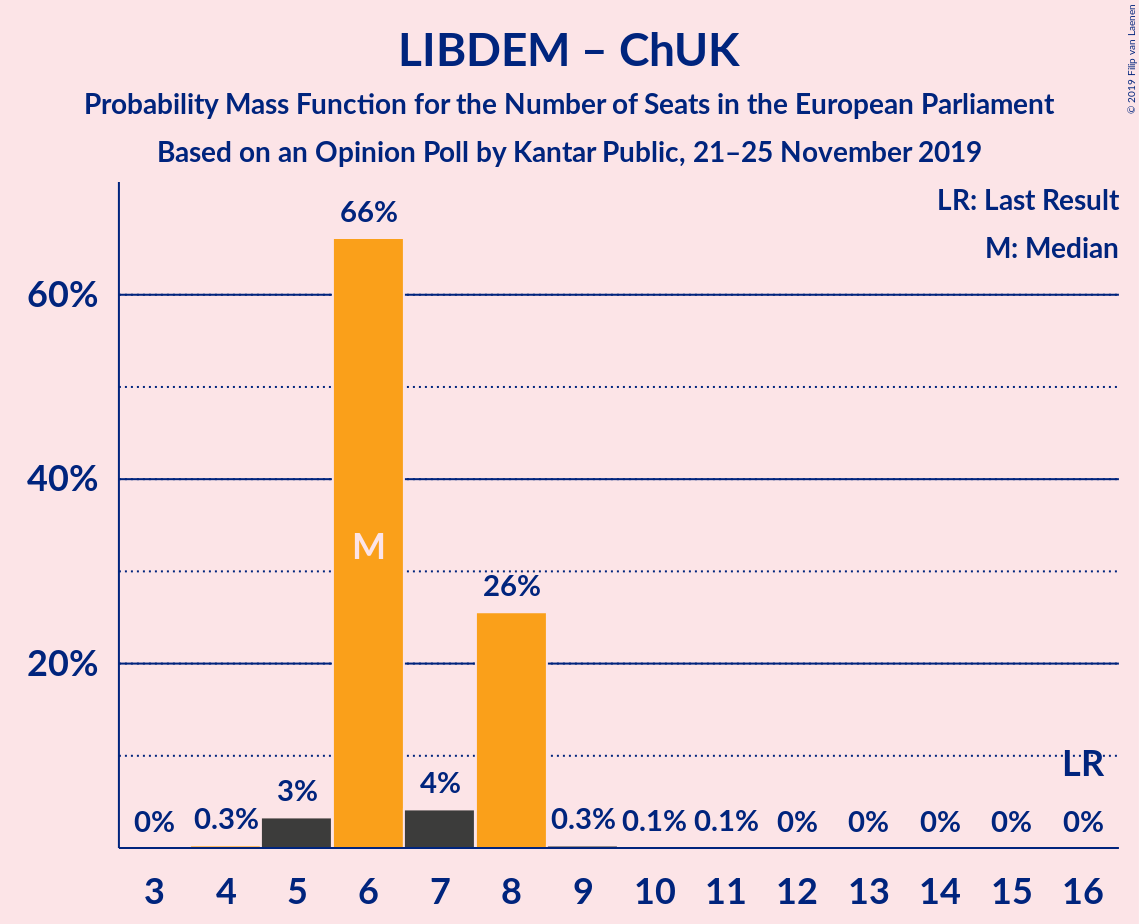 LIBDEM – ChUK
Probability Mass Function for the Number of Seats in the European Parliament
Based on an Opinion Poll by Kantar Public, 21–25 November 2019
© 2019 Filip van Laenen
LR: Last Result
M: Median
60%
40%
20%
0%
0.3%
3%
66%
M
4%
26%
0.3%
0.1%
0.1%
0%
0%
0%
0%
LR
0%
3 4 5 6 7 8 9 10 11 12 13 14 15 16